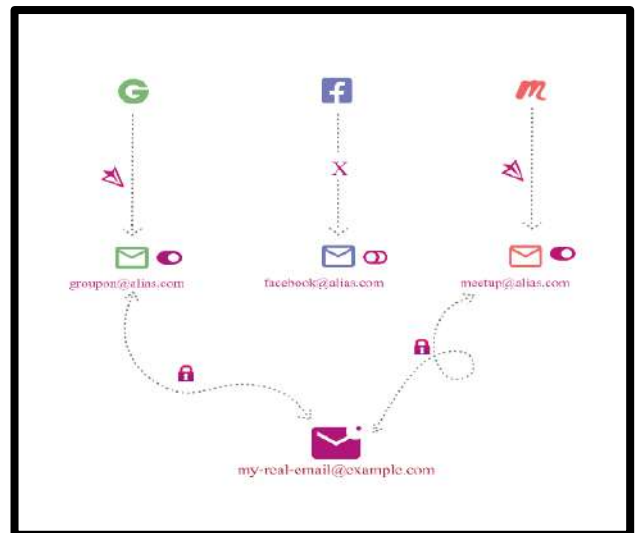 G
f
m
X
groupon@alias.com
facebook@alias.com
meetup@alias.com
my-real-email@example.com